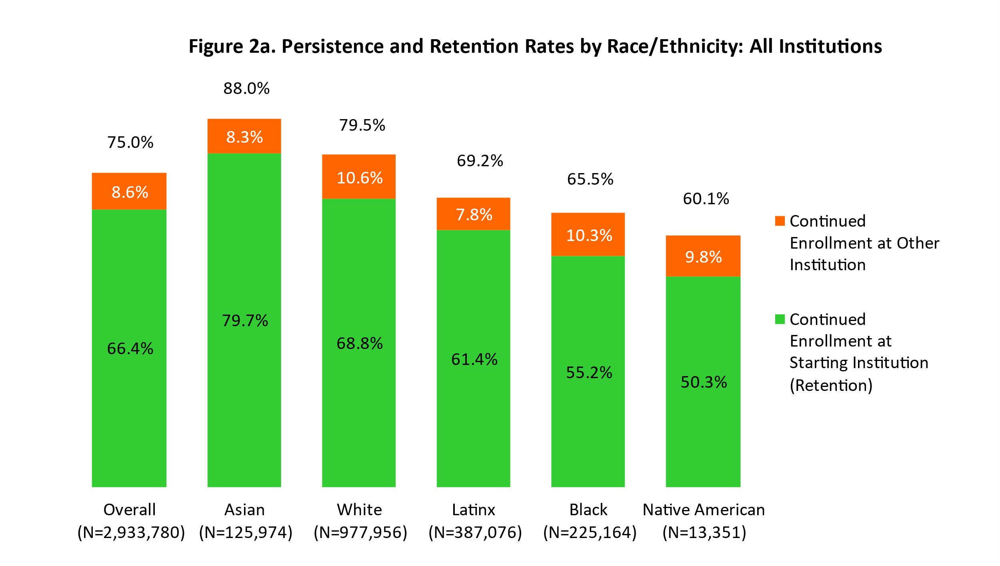 Figure 2a. Persistence and Retention Rates by Race/Ethnicity: All Institutions
88.0%
79.5%
75.0%
69.2%
65.5%
60.1%
8.3%
10.6%
8.6%
7.8%
10.3%
9.8%
79.7%
68.8%
66.4%
61.4%
55.2%
50.3%
Continued
Enrollment at Other
Institution
Continued
Enrollment at
Starting Institution
(Retention)
Overall
(N=2,933,780)
Asian
(N=125,974)
White
(N=977,956)
Latinx
(N=387,076)
Black
(N=225,164)
Native American
(N=13,351)